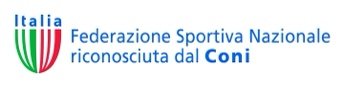 Italia
Federazione Sportiva Nazionale
riconosciuta dal Coni